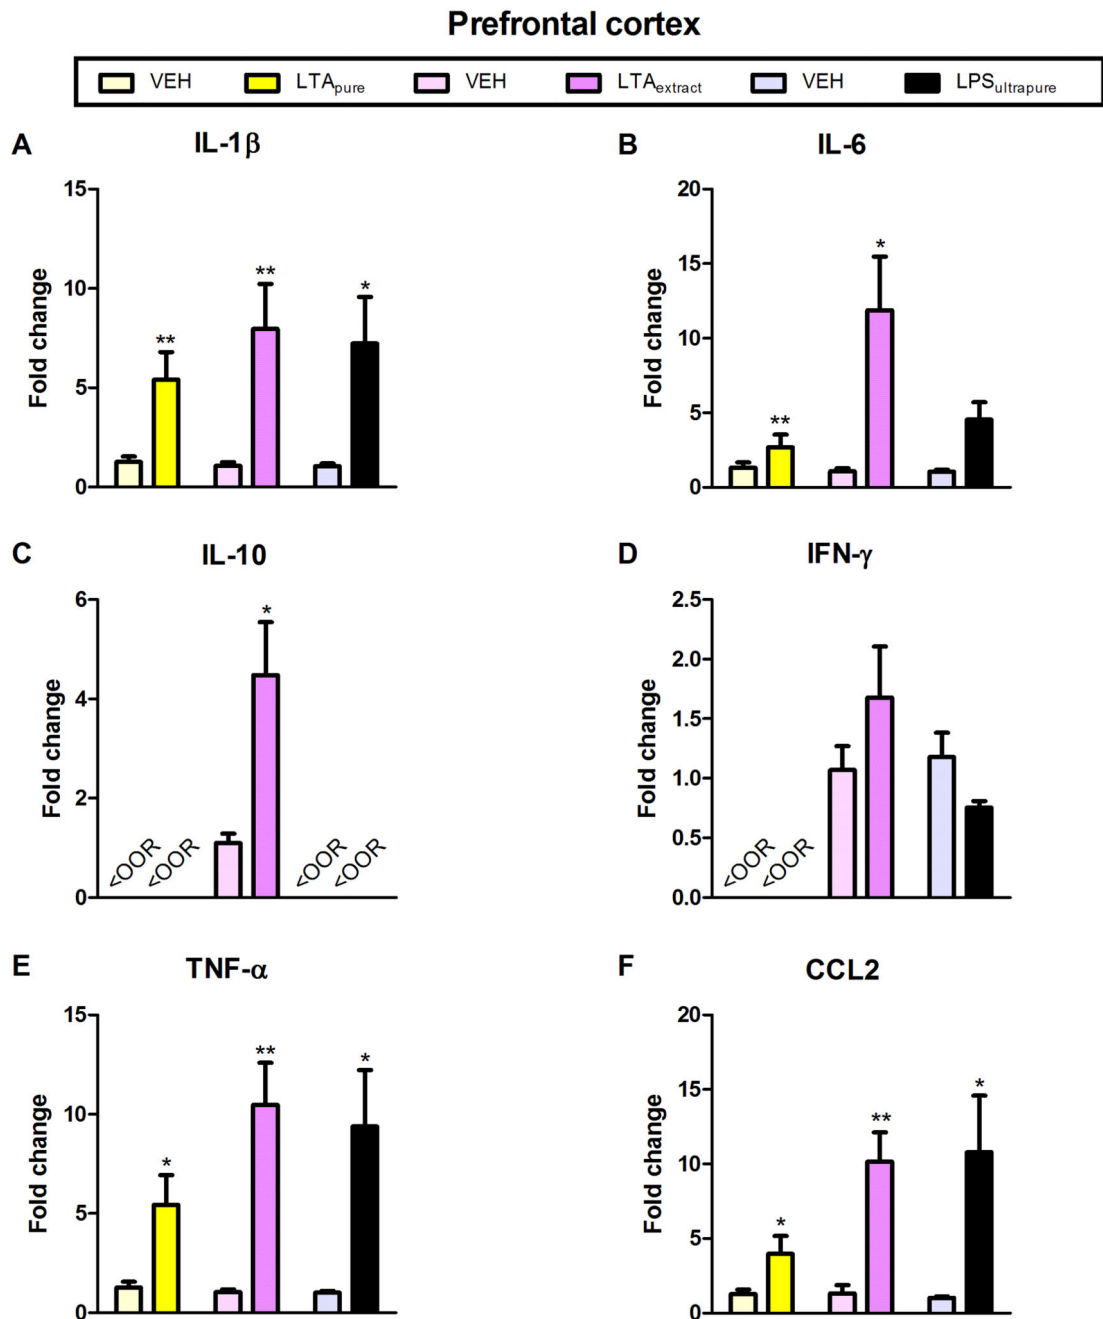 Prefrontal cortex
VEH LTApure VEH LTAextract VEH LPSultrapure
A IL-1β B IL-6
15 20
** ** * *
10 15
Fold change Fold change
5 10
** 5
0 0
C IL-10 D IFN-γ
6 2.5
* 2.0
4 1.5
Fold change Fold change
2 1.0
<OOR <OOR <OOR <OOR 0.5 <OOR <OOR
0 0.0
E TNF-α F CCL2
15 20
* ** * * ** *
10 15
Fold change Fold change
5 10
5
0 0